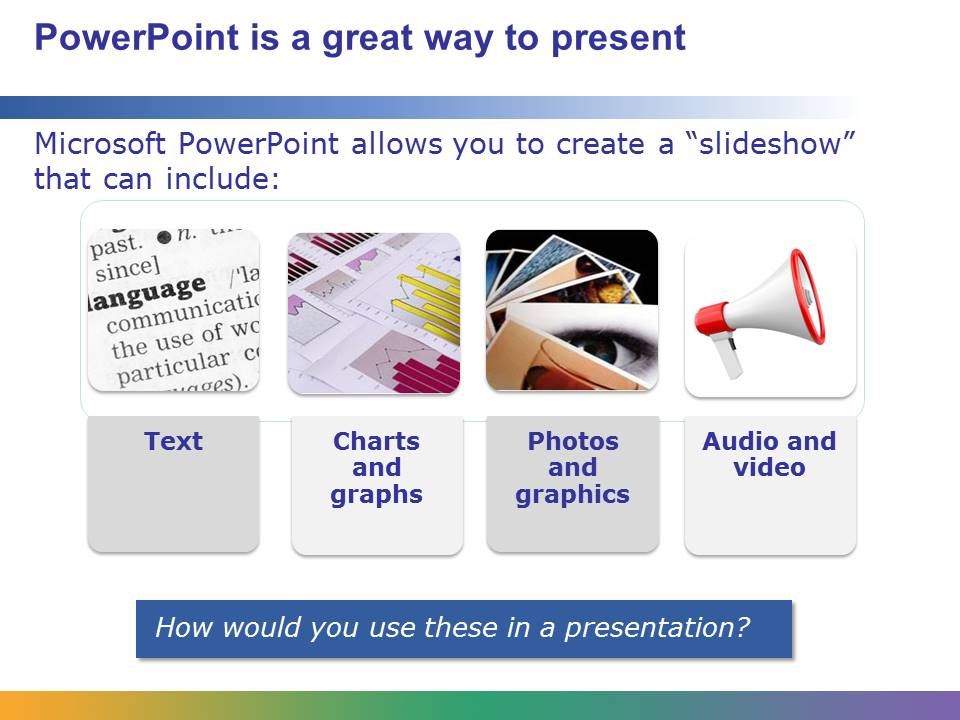 PowerPoint is a great way to present
Microsoft PowerPoint allows you to create a “slideshow”
that can include:
past. n.
since]
language /'la
communicatio
the use of wo
particular co
uages).
Text
Charts
and
graphs
Photos
and
graphics
Audio and
video
How would you use these in a presentation?